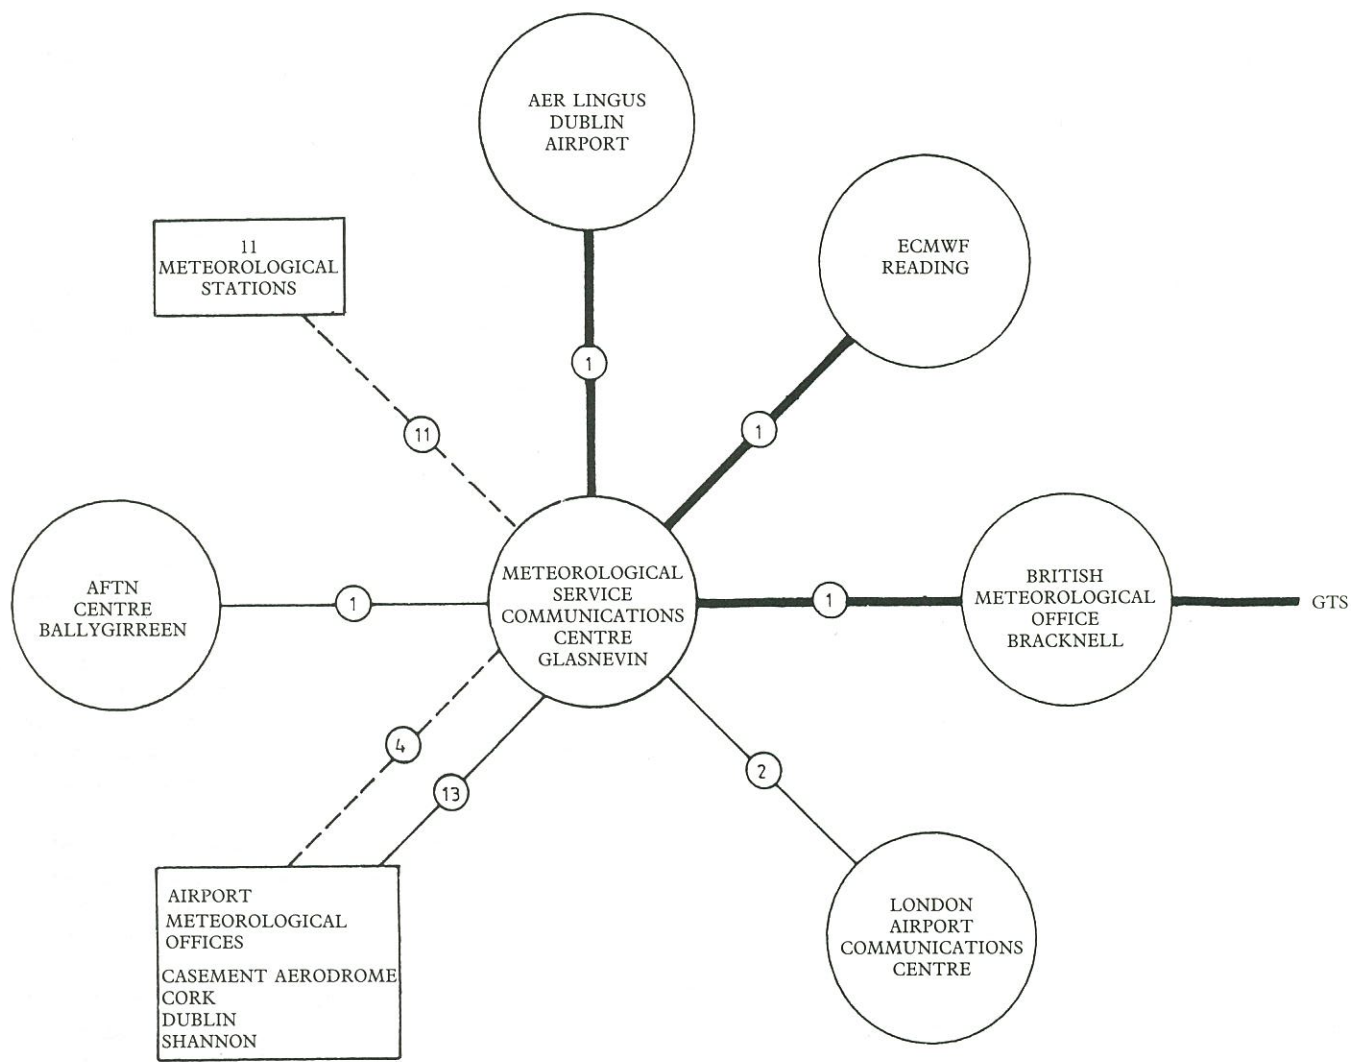 AER LINGUS
DUBLIN
AIRPORT
ECMWF
READING
11
METEOROLOGICAL
STATIONS
1
1
11
METEOROLOGICAL
SERVICE
COMMUNICATIONS
CENTRE
GLASNEVIN
AFTN
CENTRE
BALLYGIRREEN
1
1
BRITISH
METEOROLOGICAL
OFFICE
BRACKNELL
GTS
4
13
2
AIRPORT
METEOROLOGICAL
OFFICES
CASEMENT AERODROME
CORK
DUBLIN
SHANNON
LONDON
AIRPORT
COMMUNICATIONS
CENTRE